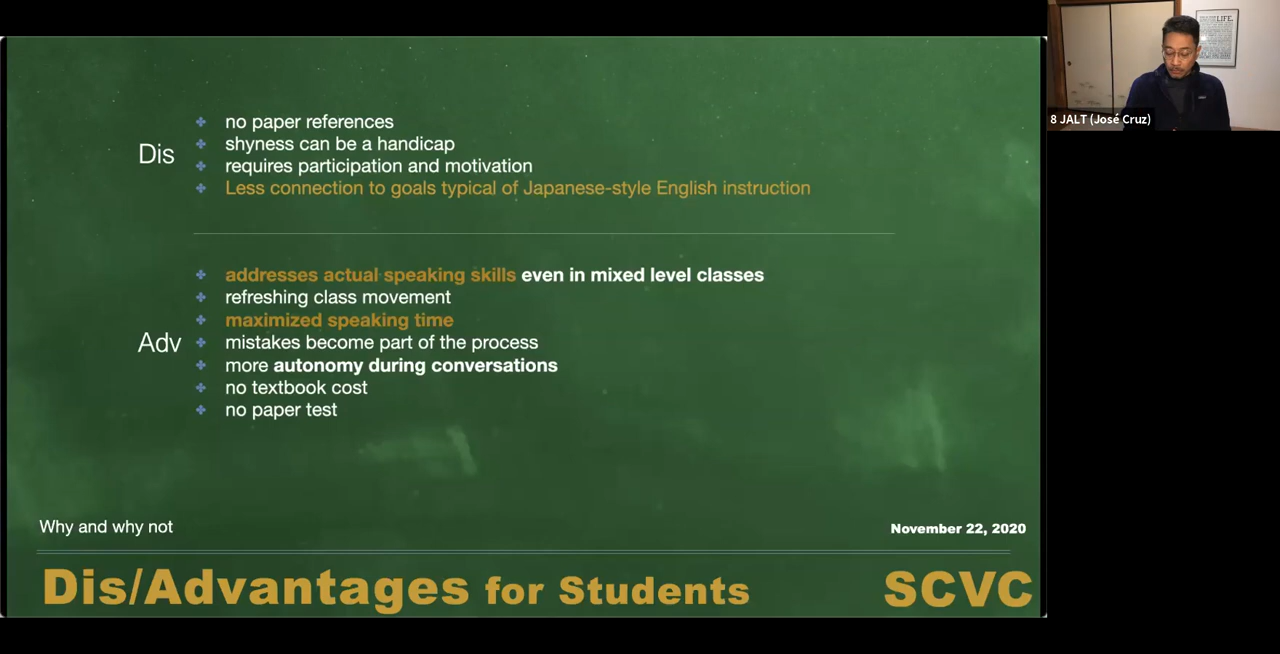 no paper references
shyness can be a handicap
Dis
requires participation and motivation
Less connection to goals typical of Japanese-style English instruction
addresses actual speaking skills even in mixed level classes
refreshing class movement
maximized speaking time
Adv
mistakes become part of the process
more autonomy during conversations
no textbook cost
no paper test
Why and why not
November 22, 2020
Dis/Advantages for Students
SCVC
LIFE.
8 JALT (José Cruz)